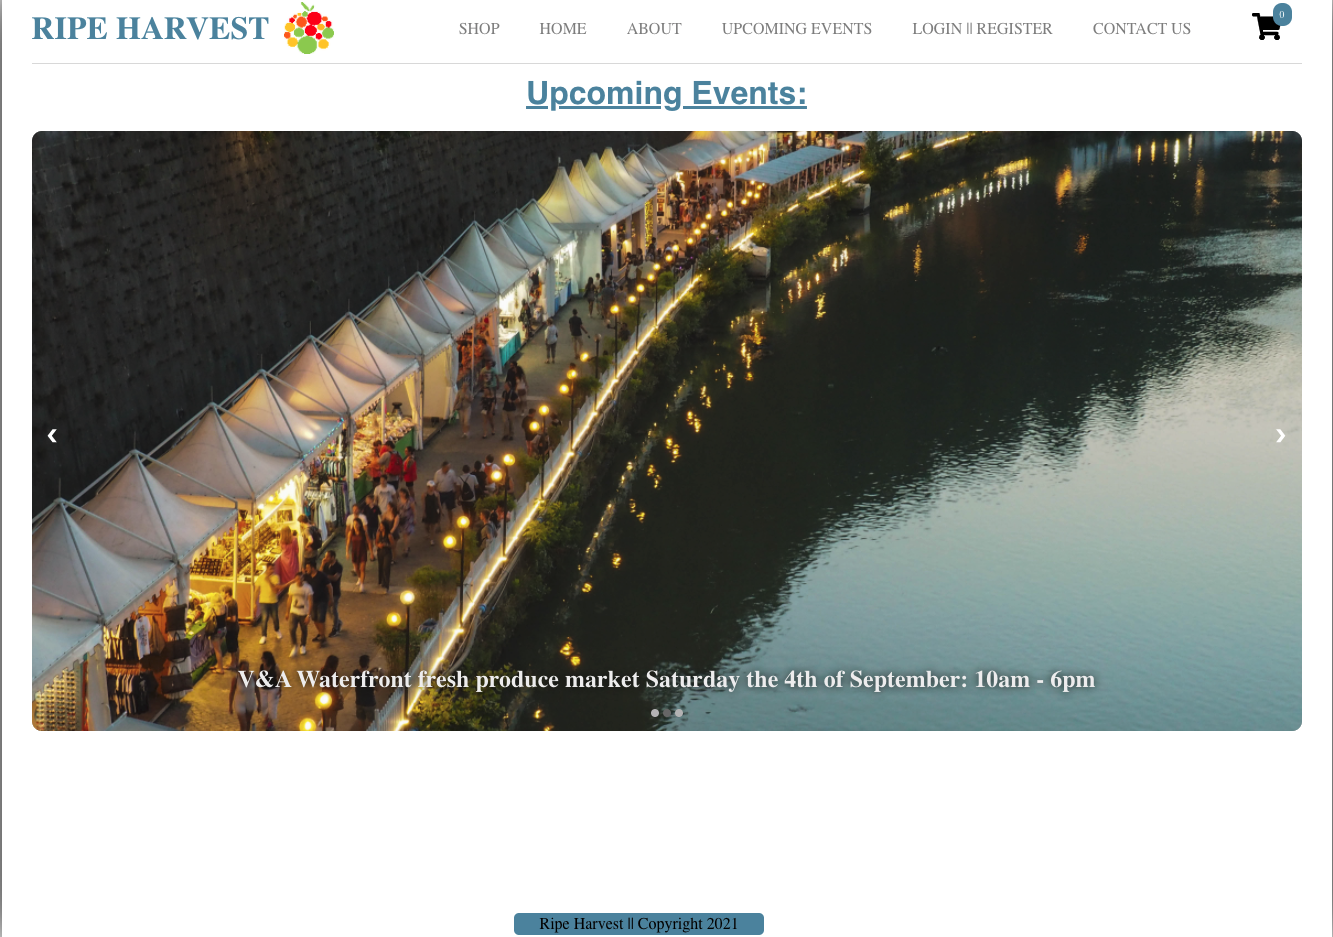 RIPE HARVEST
SHOP HOME ABOUT UPCOMING EVENTS LOGIN || REGISTER CONTACT US 0
Upcoming Events:
❮ ❯
V&A Waterfront fresh produce market Saturday the 4th of September: 10am - 6pm
Ripe Harvest || Copyright 2021